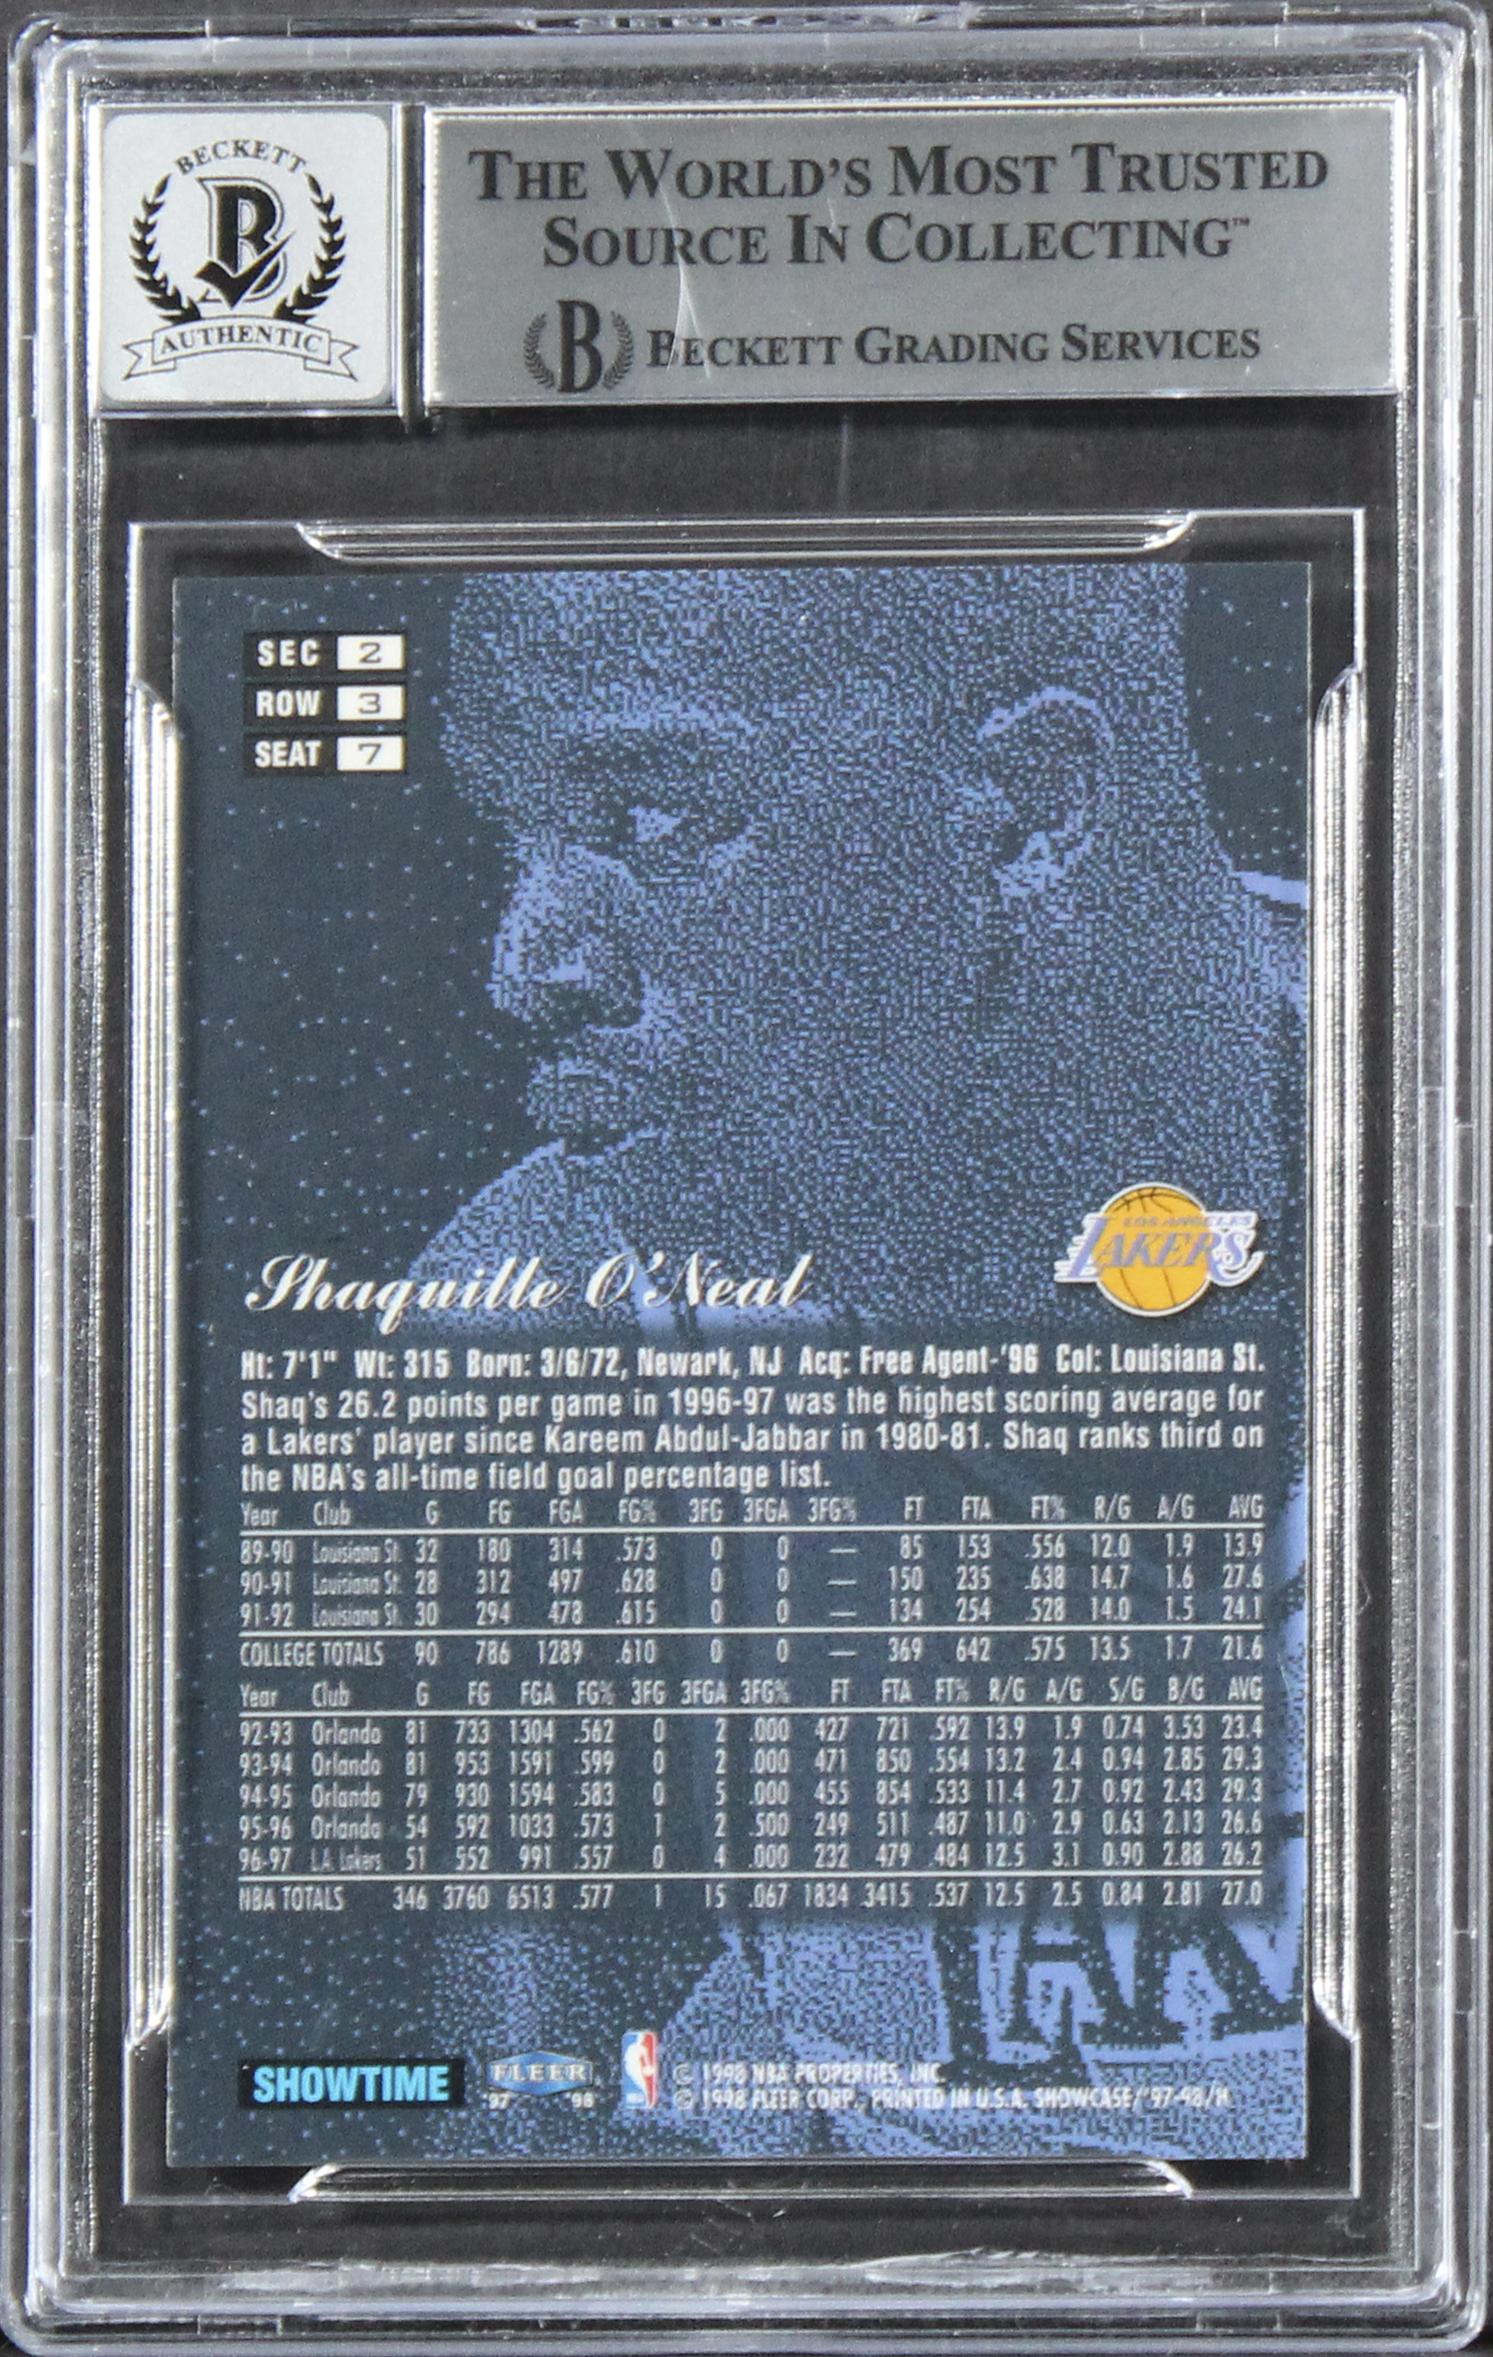 BECKETT
B
AUTHENTIC
THE WORLD'S MOST TRUSTED
SOURCE IN COLLECTING™
B BECKETT GRADING SERVICES
SEC 2
ROW 3
SEAT 7
LOS ANGELES
LAKERS
Shaquille O'Neal
Ht: 7'1" Wt: 315 Born: 3/6/72, Newark, NJ Acq: Free Agent-'96 Col: Louisiana St.
Shaq's 26.2 points per game in 1996-97 was the highest scoring average for
a Lakers' player since Kareem Abdul-Jabbar in 1980-81. Shaq ranks third on
the NBA's all-time field goal percentage list.
Year Club G FG FGA FG% 3FG 3FGA 3FG% FT FTA FT% R/G A/G AVG
89-90 Louisiana St. 32 180 314 .573 0 0 — 85 153 .556 12.0 1.9 13.9
90-91 Louisiana St. 28 312 497 .628 0 0 — 150 235 .638 14.7 1.6 27.6
91-92 Louisiana St. 30 294 478 .615 0 0 — 134 254 .528 14.0 1.5 24.1
COLLEGE TOTALS 90 786 1289 .610 0 0 — 369 642 .575 13.5 1.7 21.6
Year Club G FG FGA FG% 3FG 3FGA 3FG% FT FTA FT% R/G A/G S/G B/G AVG
92-93 Orlando 81 733 1304 .562 0 2 .000 427 721 .592 13.9 1.9 0.74 3.53 23.4
93-94 Orlando 81 953 1591 .599 0 2 .000 471 850 .554 13.2 2.4 0.94 2.85 29.3
94-95 Orlando 79 930 1594 .583 0 5 .000 455 854 .533 11.4 2.7 0.92 2.43 29.3
95-96 Orlando 54 592 1033 .573 1 2 .500 249 511 .487 11.0 2.9 0.63 2.13 26.6
96-97 L.A. Lakers 51 552 991 .557 0 4 .000 232 479 .484 12.5 3.1 0.90 2.88 26.2
NBA TOTALS 346 3760 6513 .577 1 15 .067 1834 3415 .537 12.5 2.5 0.84 2.81 27.0
SHOWTIME
FLEER
97 98
© 1998 NBA PROPERTIES, INC.
© 1998 FLEER CORP., PRINTED IN U.S.A. SHOWCASE/'97-98/H